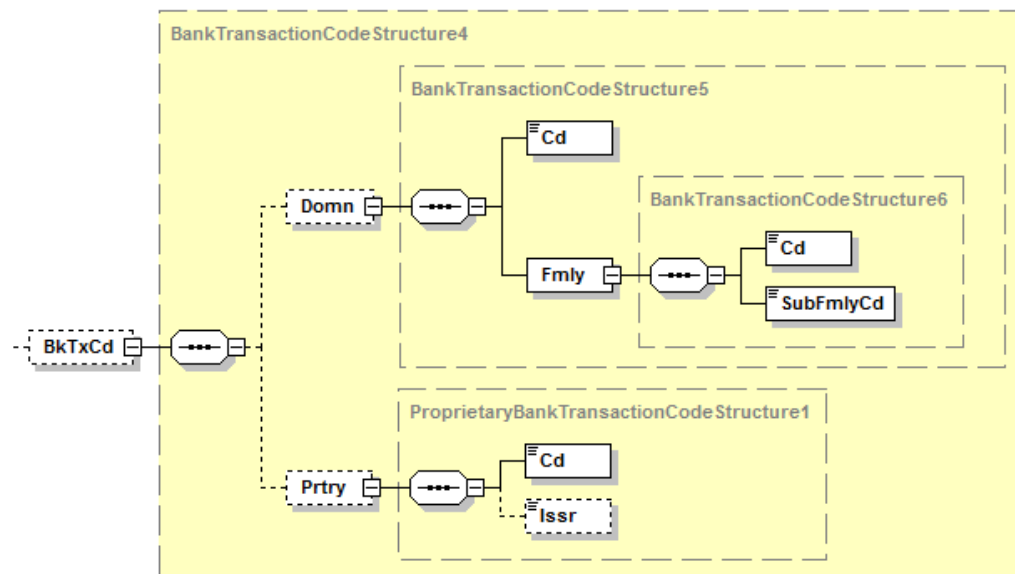 BankTransactionCodeStructure4
BankTransactionCodeStructure5
Cd
BankTransactionCodeStructure6
Domn
Cd
Fmly
SubFmlyCd
BkTxCd
ProprietaryBankTransactionCodeStructure1
Cd
Prtry
Issr